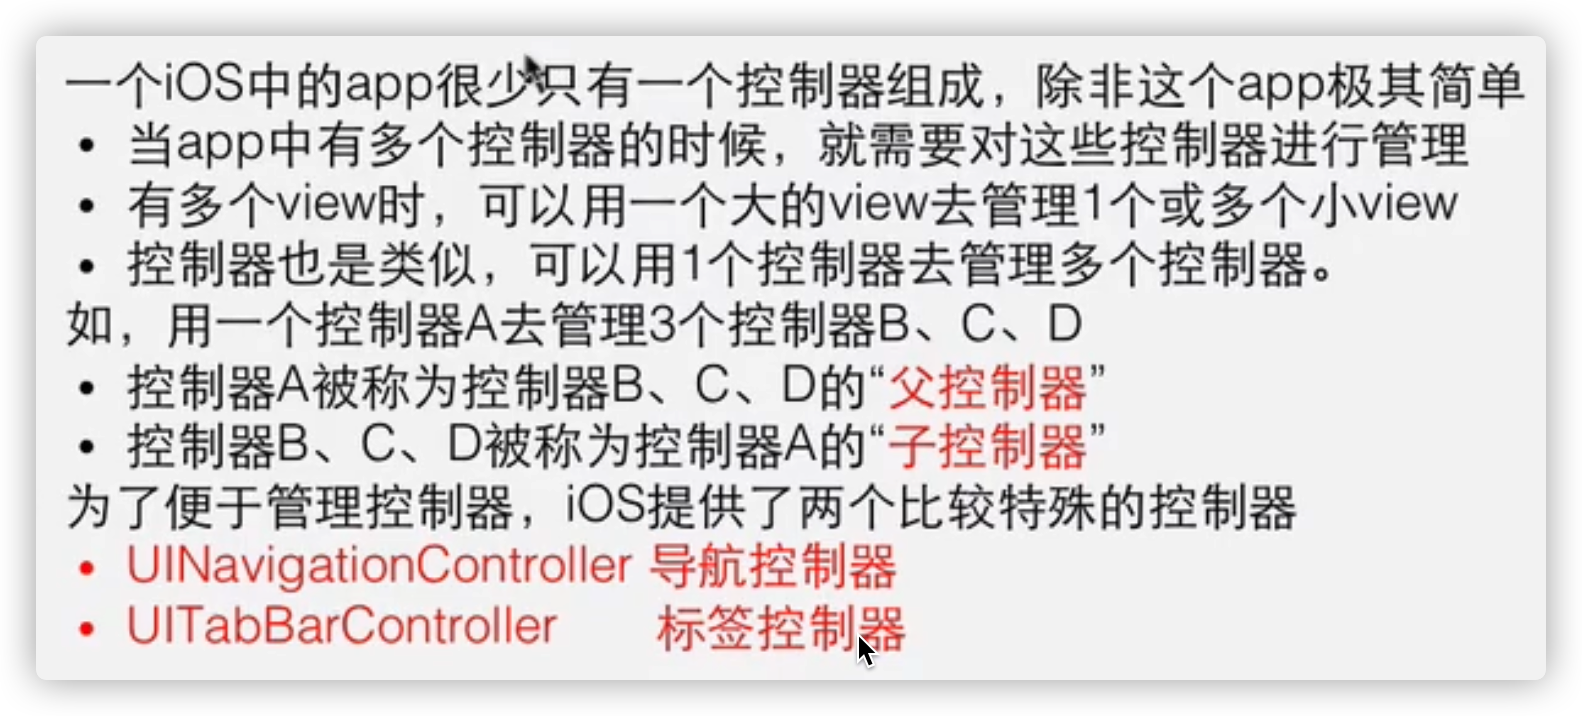 一个iOS中的app很少只有一个控制器组成，除非这个app极其简单
• 当app中有多个控制器的时候，就需要对这些控制器进行管理
• 有多个view时，可以用一个大的view去管理1个或多个小view
• 控制器也是类似，可以用1个控制器去管理多个控制器。
如，用一个控制器A去管理3个控制器B、C、D
• 控制器A被称为控制器B、C、D的“父控制器”
• 控制器B、C、D被称为控制器A的“子控制器”
为了便于管理控制器，iOS提供了两个比较特殊的控制器
• UINavigationController 导航控制器
• UITabBarController 标签控制器